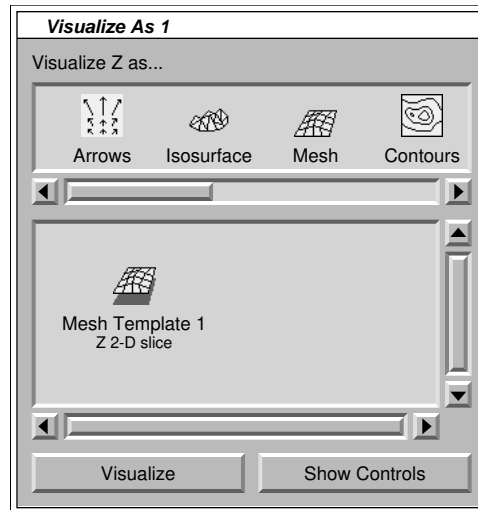 Visualize As 1
Visualize Z as...
Arrows Isosurface Mesh Contours
Mesh Template 1
Z 2-D slice
Visualize Show Controls